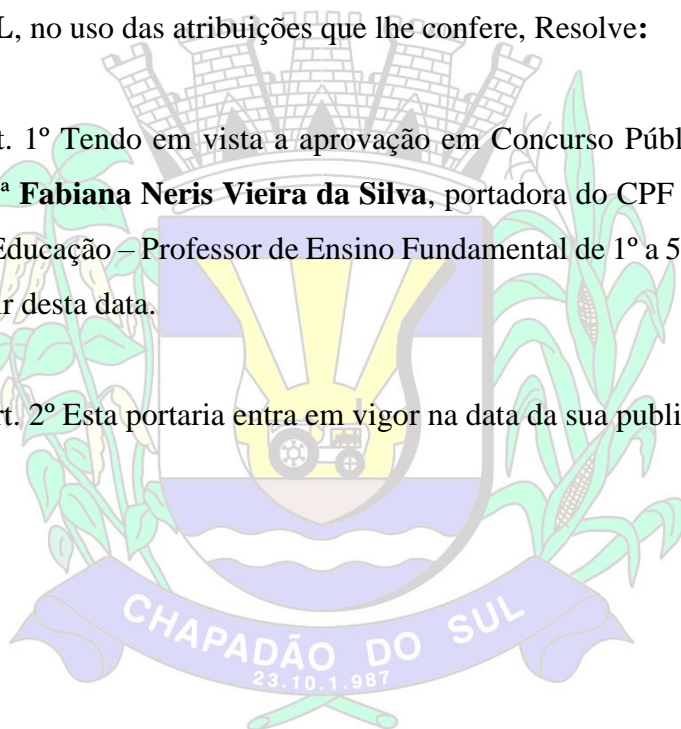 L, no uso das atribuições que lhe confere, Resolve:
t. 1º Tendo em vista a aprovação em Concurso Públ
ª Fabiana Neris Vieira da Silva, portadora do CPF
Educação – Professor de Ensino Fundamental de 1º a 5
ir desta data.
rt. 2º Esta portaria entra em vigor na data da sua publi
CHAPADÃO DO SUL
23.10.1.987